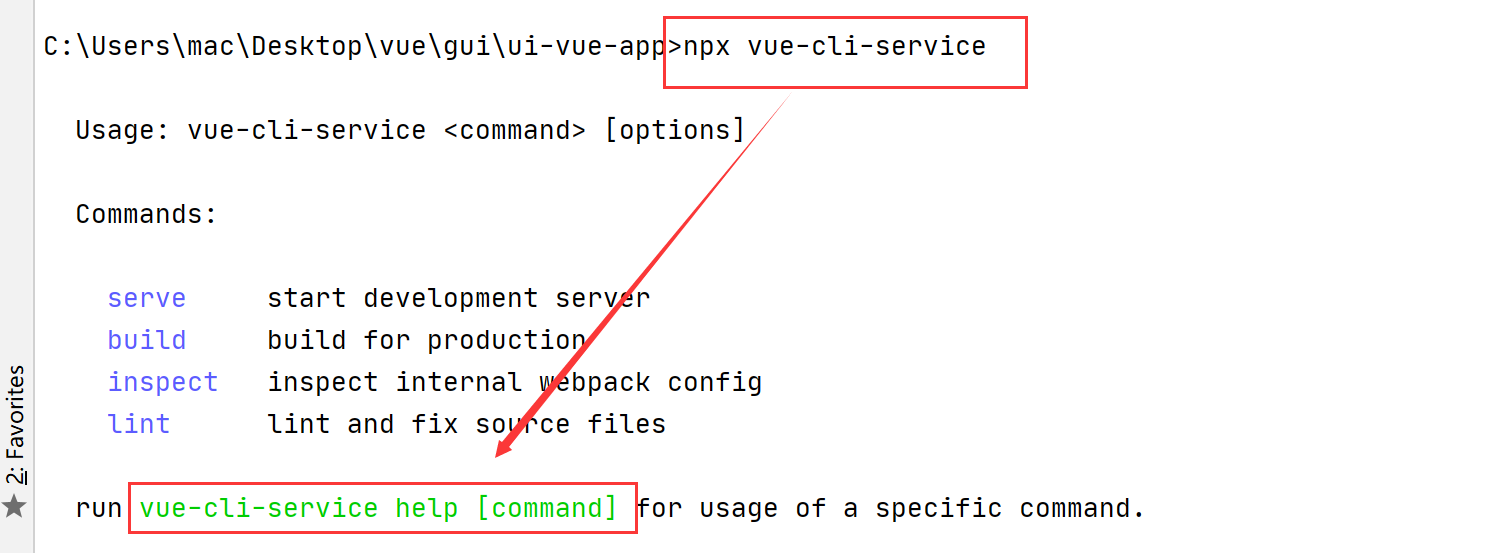 C:\Users\mac\Desktop\vue\gui\ui-vue-app>npx vue-cli-service
Usage: vue-cli-service <command> [options]
Commands:
serve start development server
build build for production
inspect inspect internal webpack config
lint lint and fix source files
run vue-cli-service help [command] for usage of a specific command.
2: Favorites